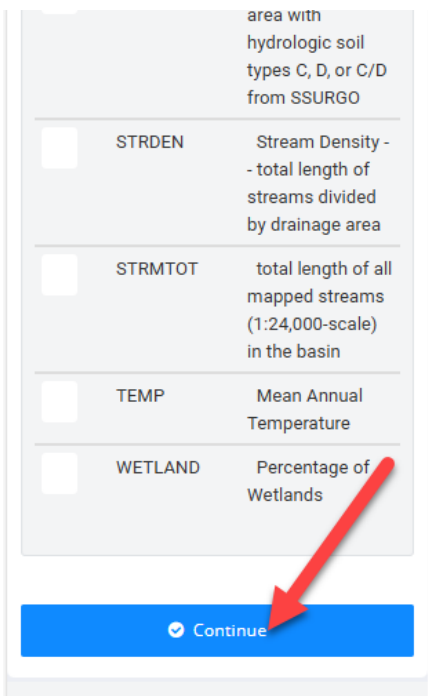 area with
hydrologic soil
types C, D, or C/D
from SSURGO
STRDEN Stream Density -
- total length of
streams divided
by drainage area
STRMTOT total length of all
mapped streams
(1:24,000-scale)
in the basin
TEMP Mean Annual
Temperature
WETLAND Percentage of
Wetlands
Continue